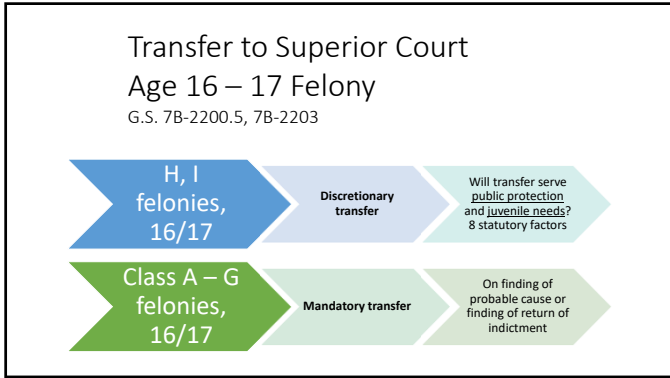 Transfer to Superior Court
Age 16 – 17 Felony
G.S. 7B-2200.5, 7B-2203
H, I
felonies,
16/17
Discretionary
transfer
Will transfer serve
public protection
and juvenile needs?
8 statutory factors
Class A – G
felonies,
16/17
Mandatory transfer
On finding of
probable cause or
finding of return of
indictment